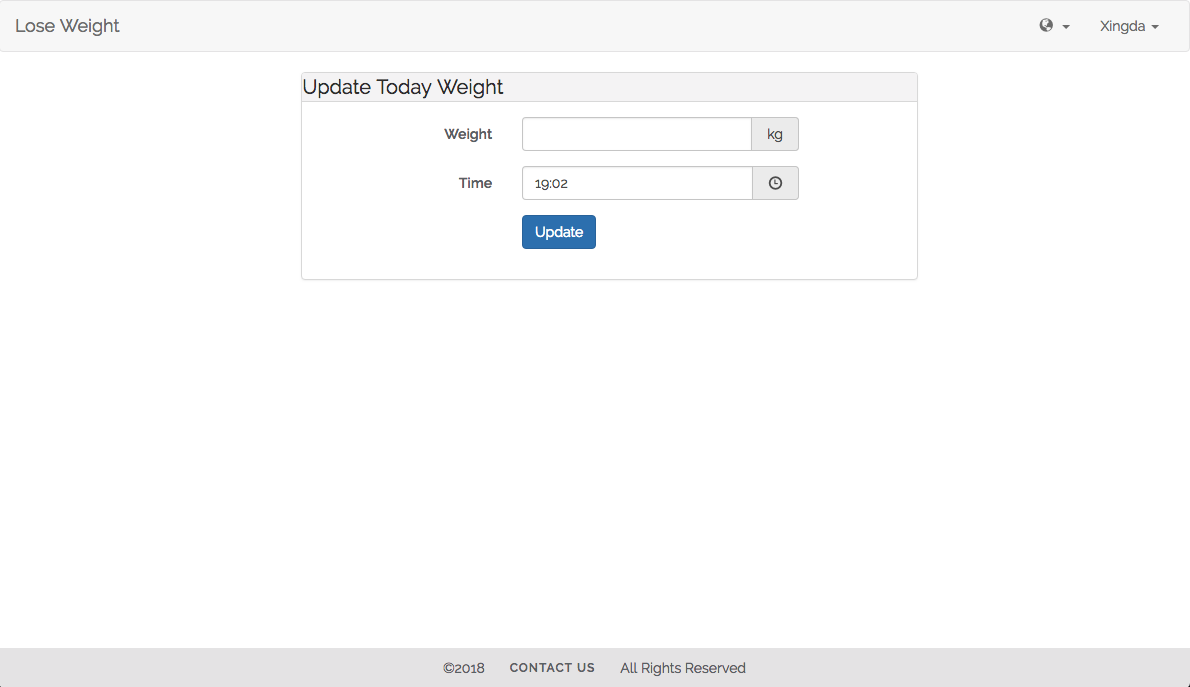 Lose Weight
Xingda
Update Today Weight
Weight
kg
Time
19:02
Update
©2018 CONTACT US All Rights Reserved